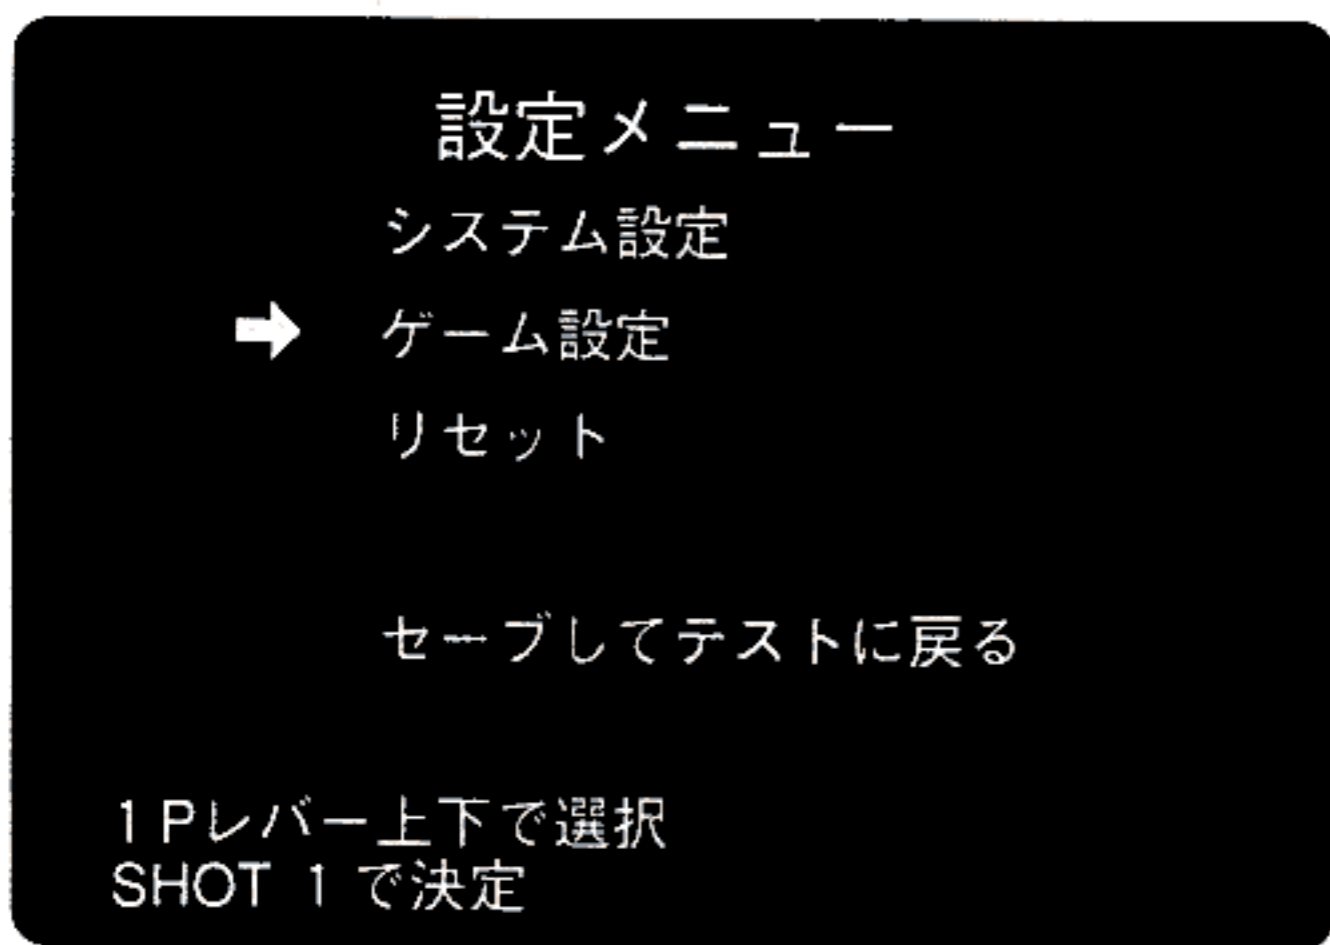 設定メニュー
システム設定
ゲーム設定
リセット
セーブしてテストに戻る
1Pレバー上下で選択
SHOT 1で決定